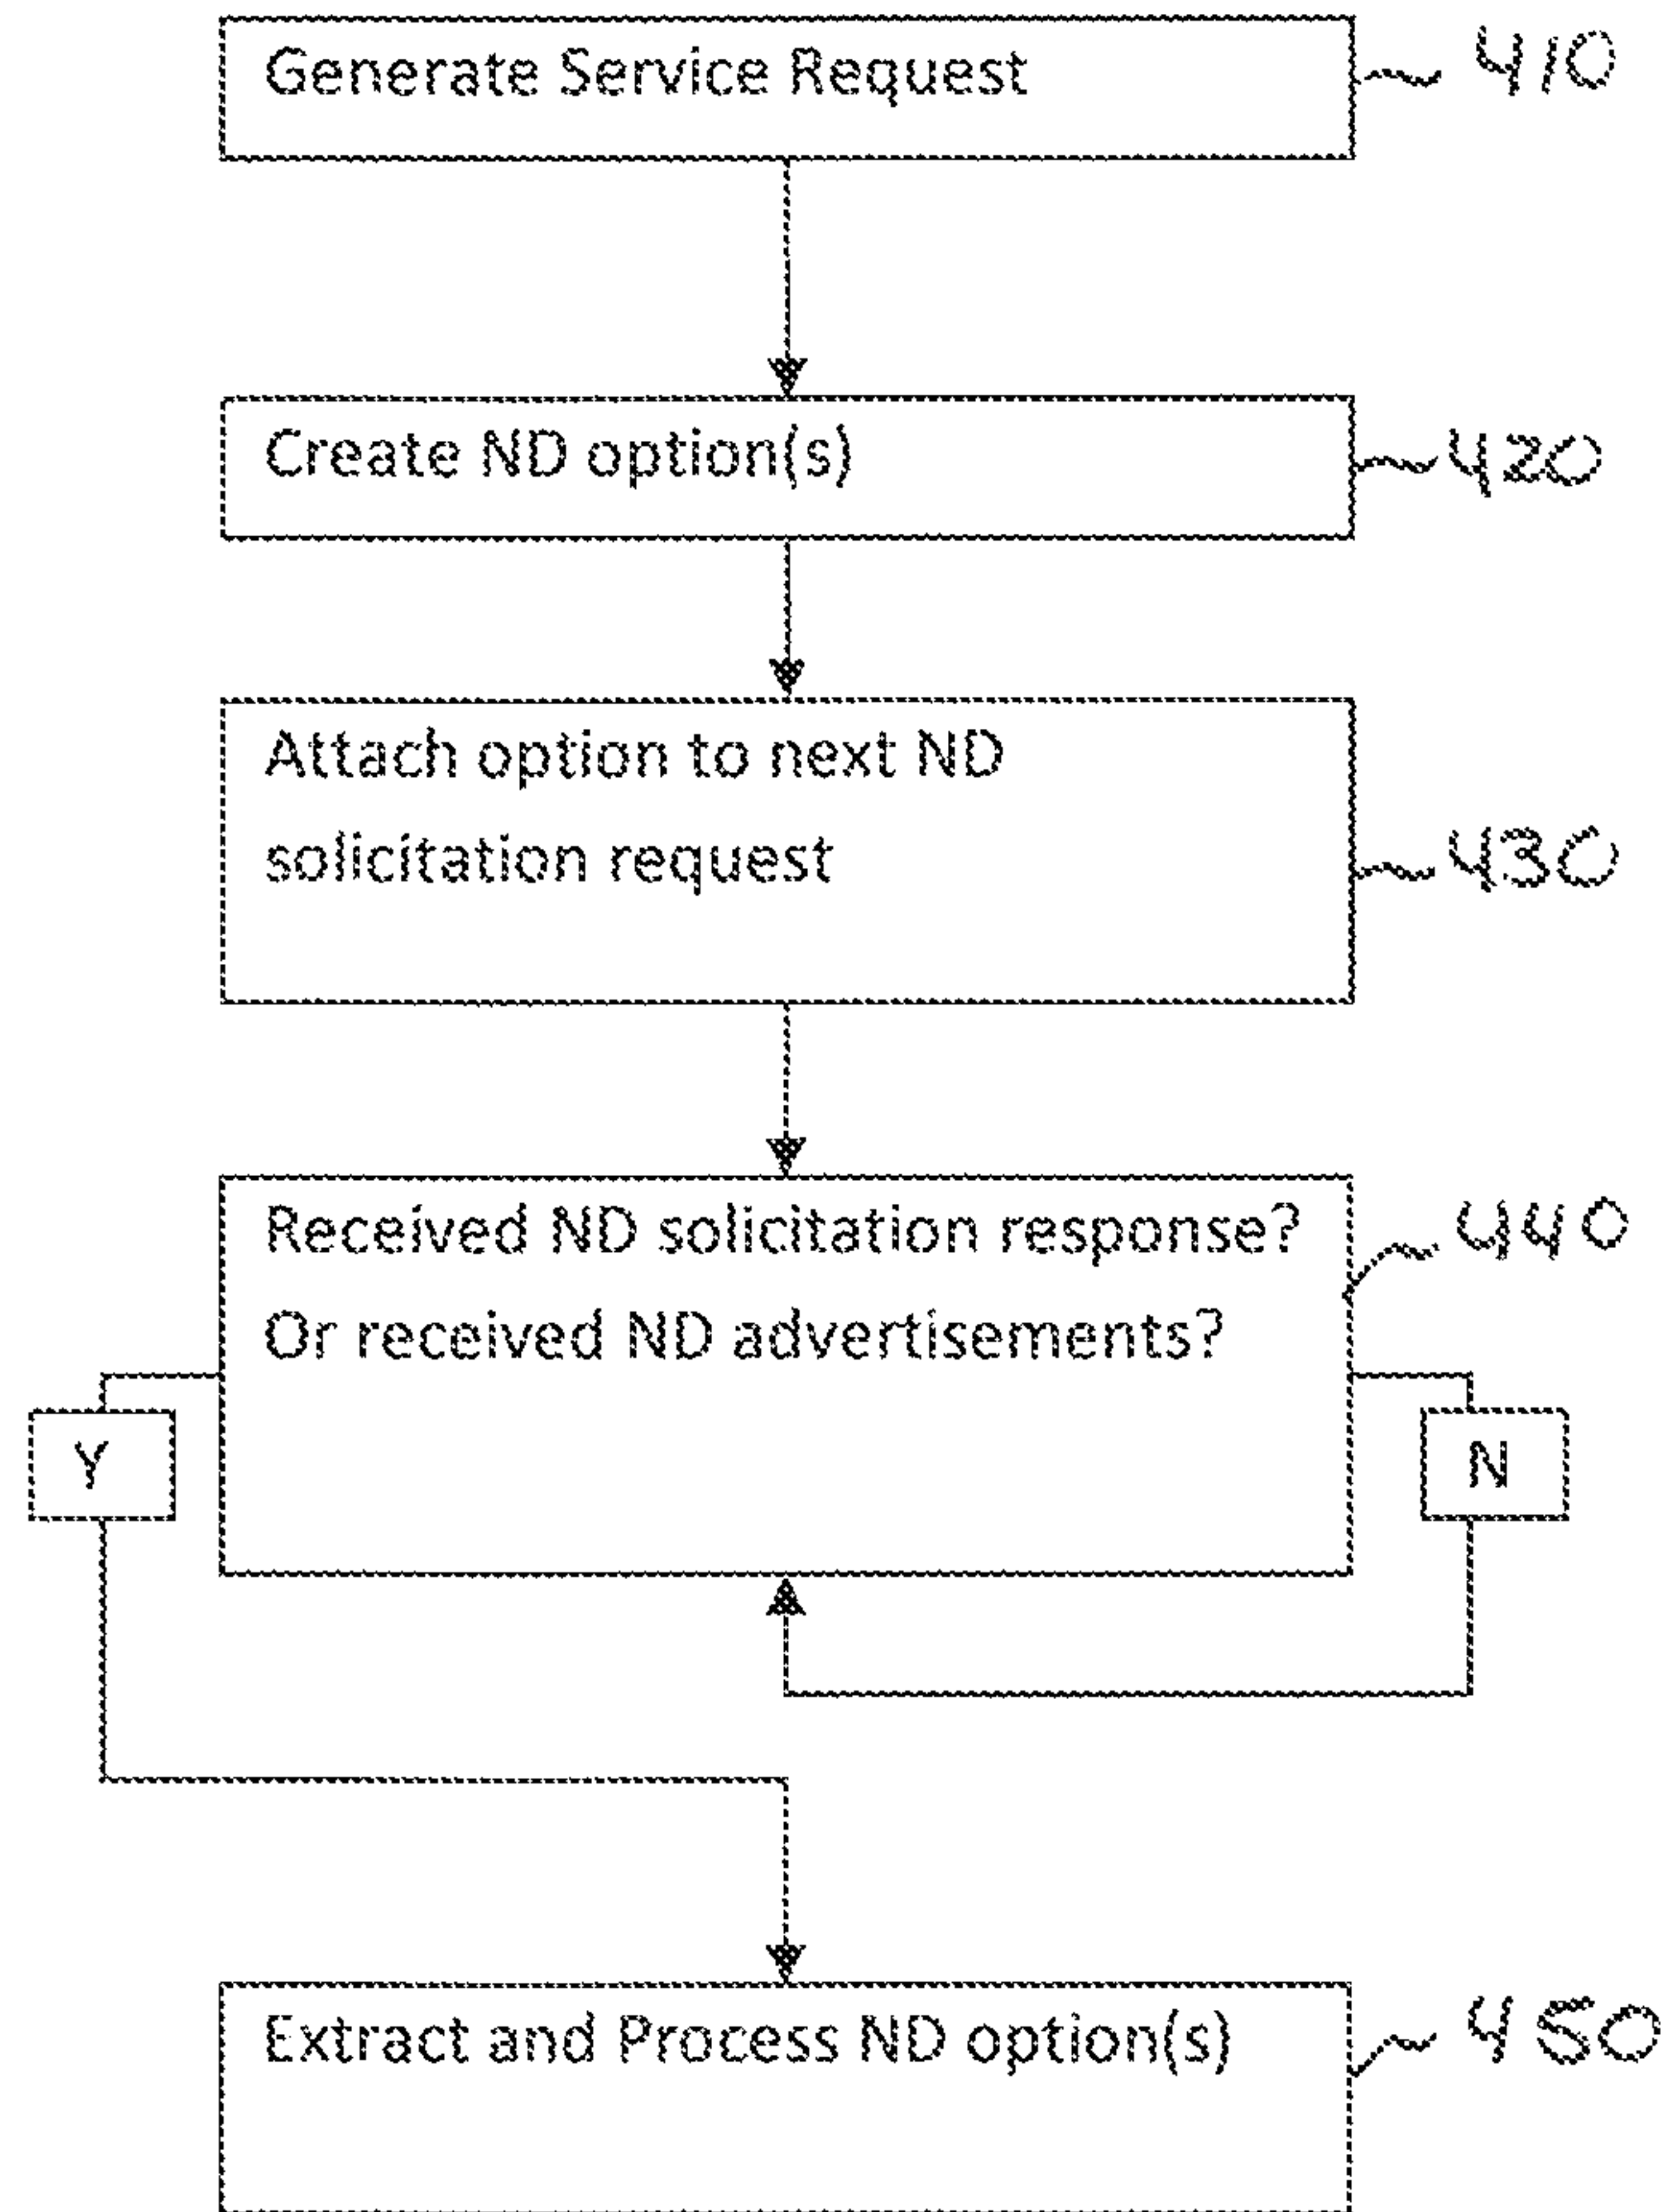 Generate Service Request
410
Create ND option(s)
420
Attach option to next ND
solicitation request
430
Received ND solicitation response?
Or received ND advertisements?
440
Y
N
Extract and Process ND option(s)
450